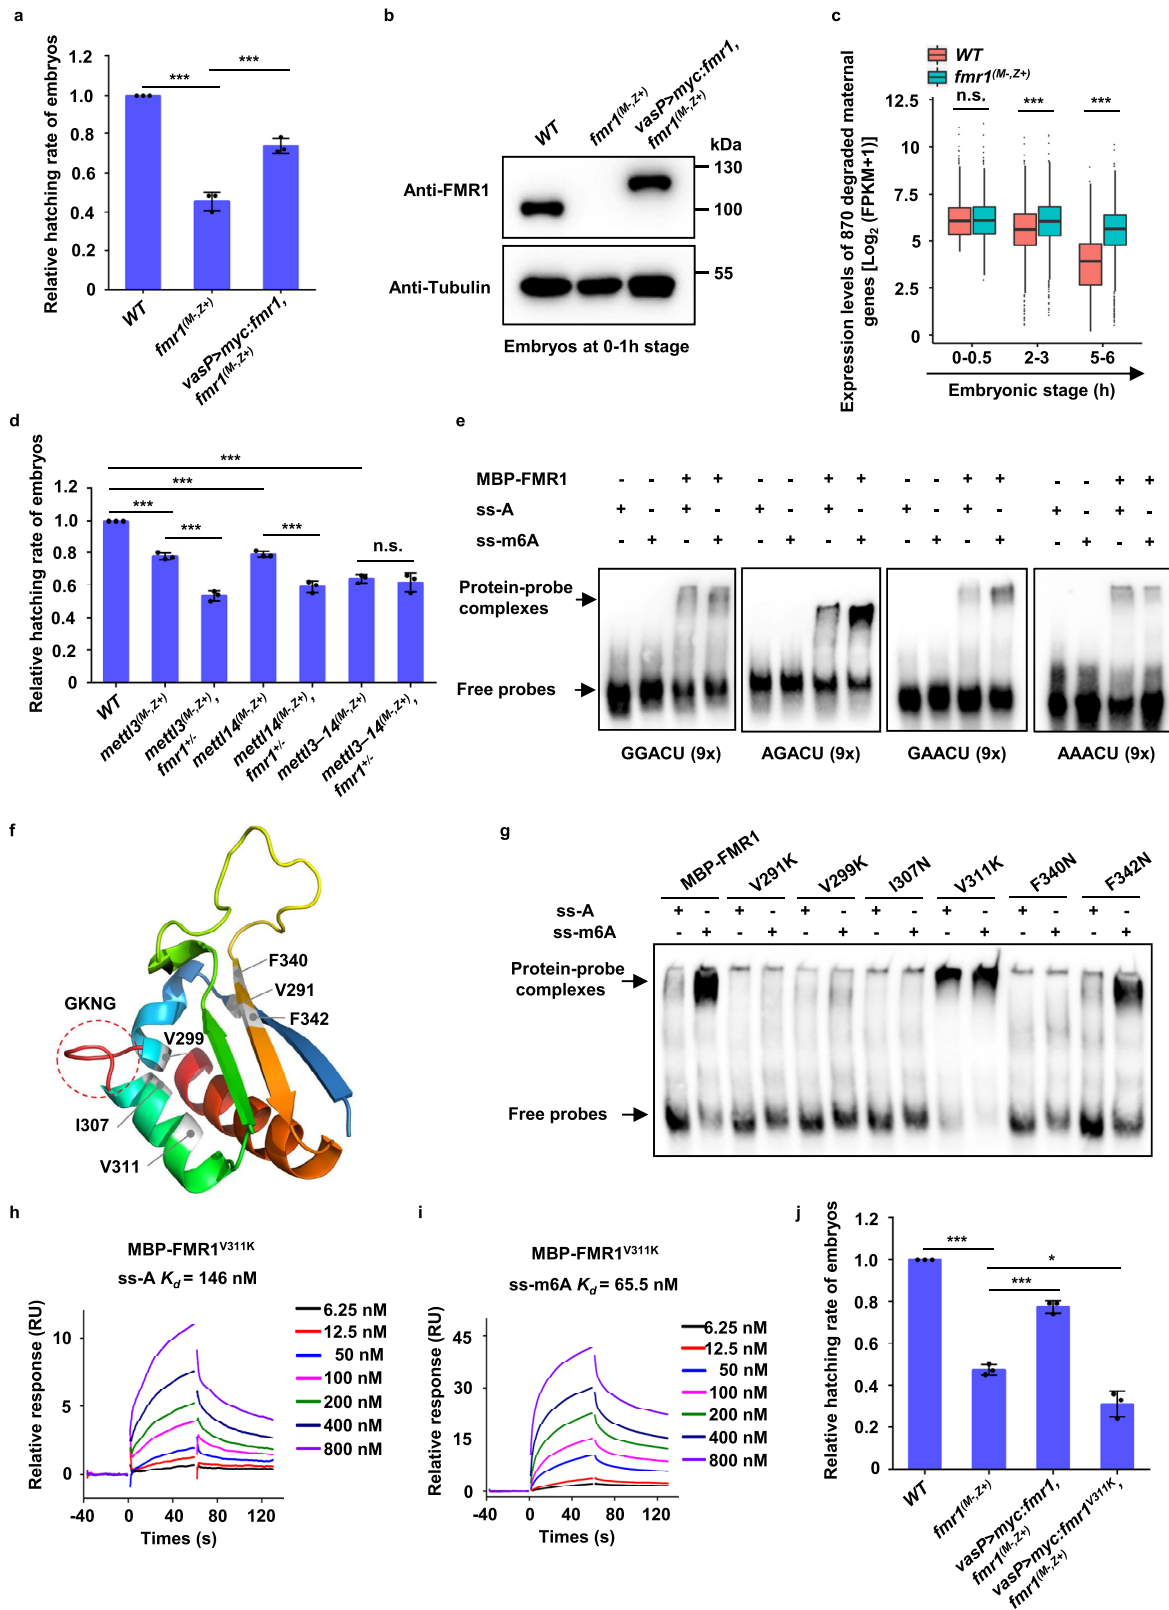 a
Relative hatching rate of embryos
1.2
1.0
0.8
0.6
0.4
0.2
0
***
***
WT
fmr1(M-,Z+)
vasP>myc:fmr1,
fmr1(M-,Z+)
b
WT
fmr1(M-,Z+)
vasP>myc:fmr1,
fmr1(M-,Z+)
kDa
130
100
55
Anti-FMR1
Anti-Tubulin
Embryos at 0-1h stage
c
WT
fmr1(M-,Z+)
n.s.
***
***
Expression levels of 870 degraded maternal
genes [Log2 (FPKM+1)]
12.5
10
7.5
5
2.5
0
0-0.5
2-3
5-6
Embryonic stage (h)
d
Relative hatching rate of embryos
1.2
1.0
0.8
0.6
0.4
0.2
0
***
***
***
***
***
n.s.
WT
mettl3(M-,Z+)
mettl3(M-,Z+),
fmr1+/-
mettl14(M-,Z+)
mettl14(M-,Z+),
fmr1+/-
mettl3–14(M-,Z+)
mettl3–14(M-,Z+),
fmr1+/-
e
MBP-FMR1 - - + + - - + + - - + + - - + +
ss-A + - + - + - + - + - + - + - + -
ss-m6A - + - + - + - + - + - + - + - +
Protein-probe
complexes
Free probes
GGACU (9x)
AGACU (9x)
GAACU (9x)
AAACU (9x)
f
F340
V291
F342
GKNG
V299
I307
V311
g
MBP-FMR1
V291K
V299K
I307N
V311K
F340N
F342N
ss-A + - + - + - + - + - + - + -
ss-m6A - + - + - + - + - + - + - +
Protein-probe
complexes
Free probes
h
MBP-FMR1V311K
ss-A Kd = 146 nM
Relative response (RU)
10
5
0
-40 0 40 80 120
Times (s)
6.25 nM
12.5 nM
50 nM
100 nM
200 nM
400 nM
800 nM
i
MBP-FMR1V311K
ss-m6A Kd = 65.5 nM
Relative response (RU)
45
30
15
0
-40 0 40 80 120
Times (s)
6.25 nM
12.5 nM
50 nM
100 nM
200 nM
400 nM
800 nM
j
Relative hatching rate of embryos
1.2
1.0
0.8
0.6
0.4
0.2
0
***
*
***
WT
fmr1(M-,Z+)
vasP>myc:fmr1,
fmr1(M-,Z+)
vasP>myc:fmr1V311K,
fmr1(M-,Z+)